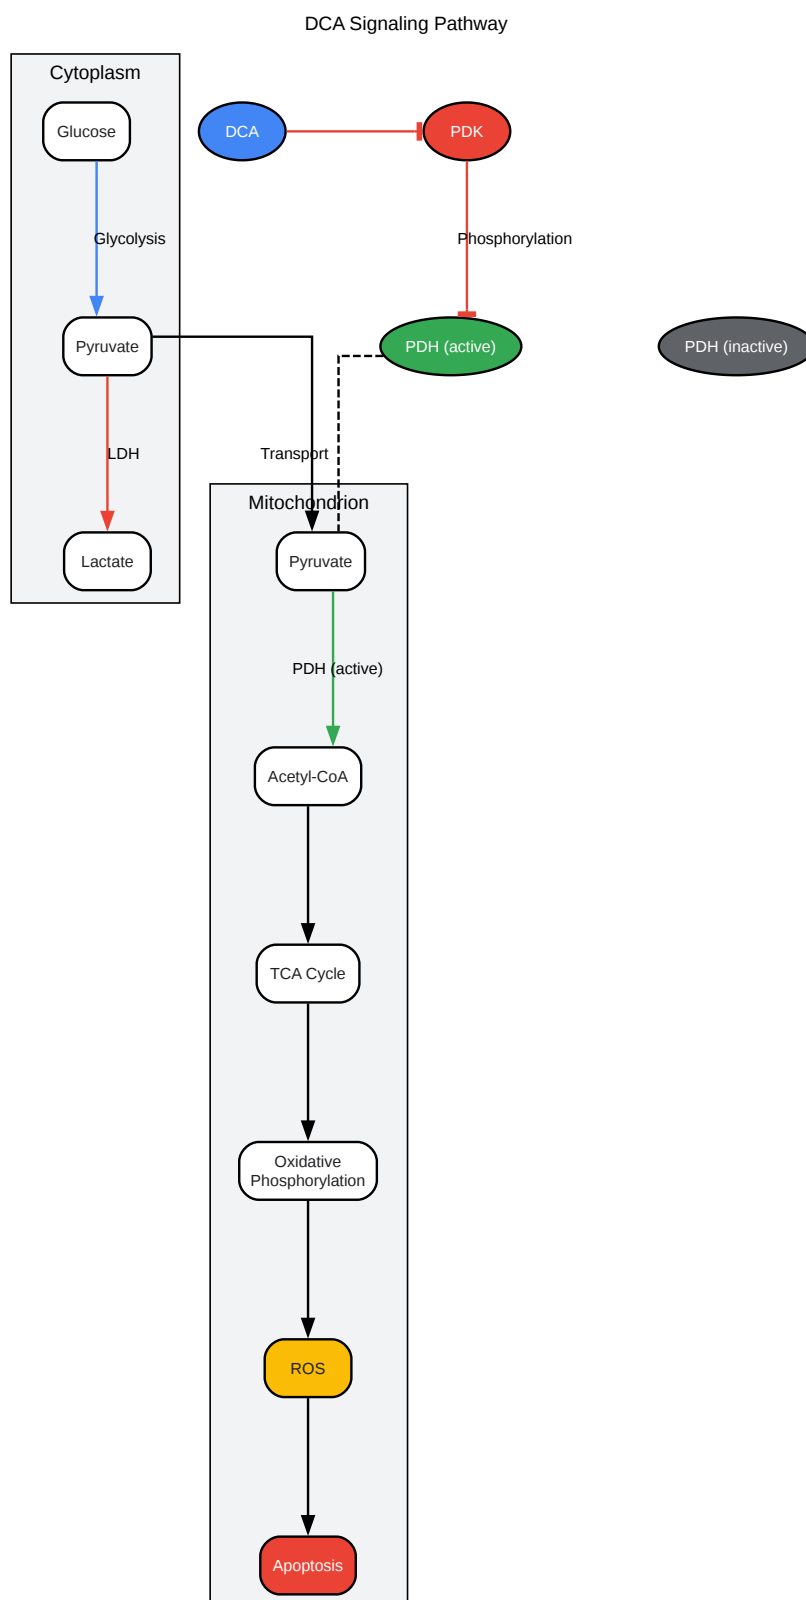 DCA Signaling Pathway
Cytoplasm
Glucose
DCA
PDK
Glycolysis
Phosphorylation
Pyruvate
PDH (active)
PDH (inactive)
LDH
Transport
Mitochondrion
Lactate
Pyruvate
PDH (active)
Acetyl-CoA
TCA Cycle
Oxidative
Phosphorylation
ROS
Apoptosis